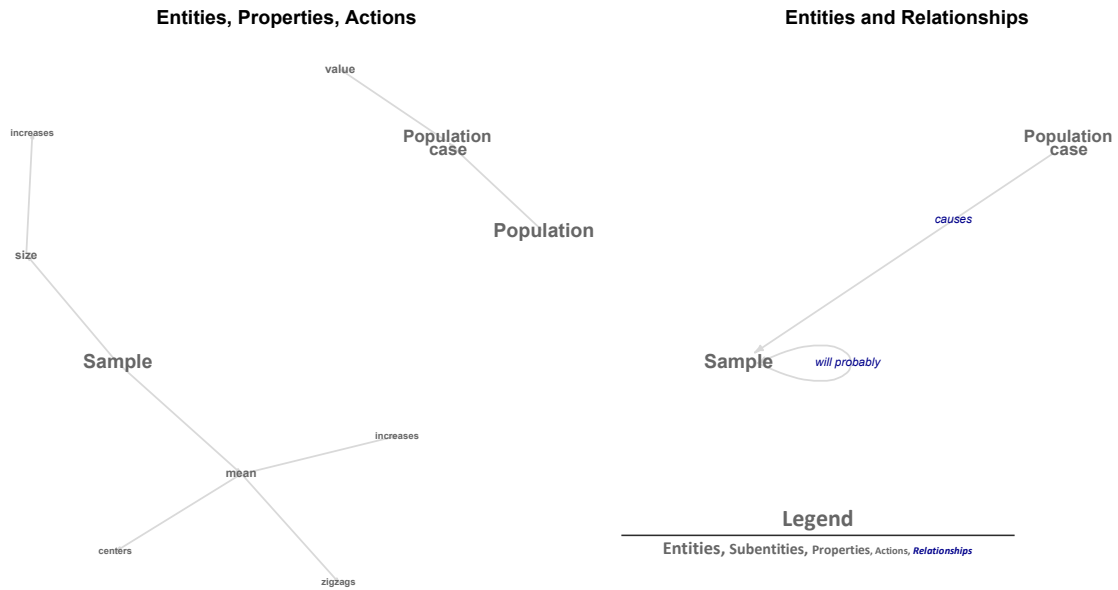 Entities, Properties, Actions
value
increases
Population
case
Population
size
Sample
increases
mean
centers
zigzags
Entities and Relationships
Population
case
causes
Sample
will probably
Legend
Entities, Subentities, Properties, Actions, Relationships